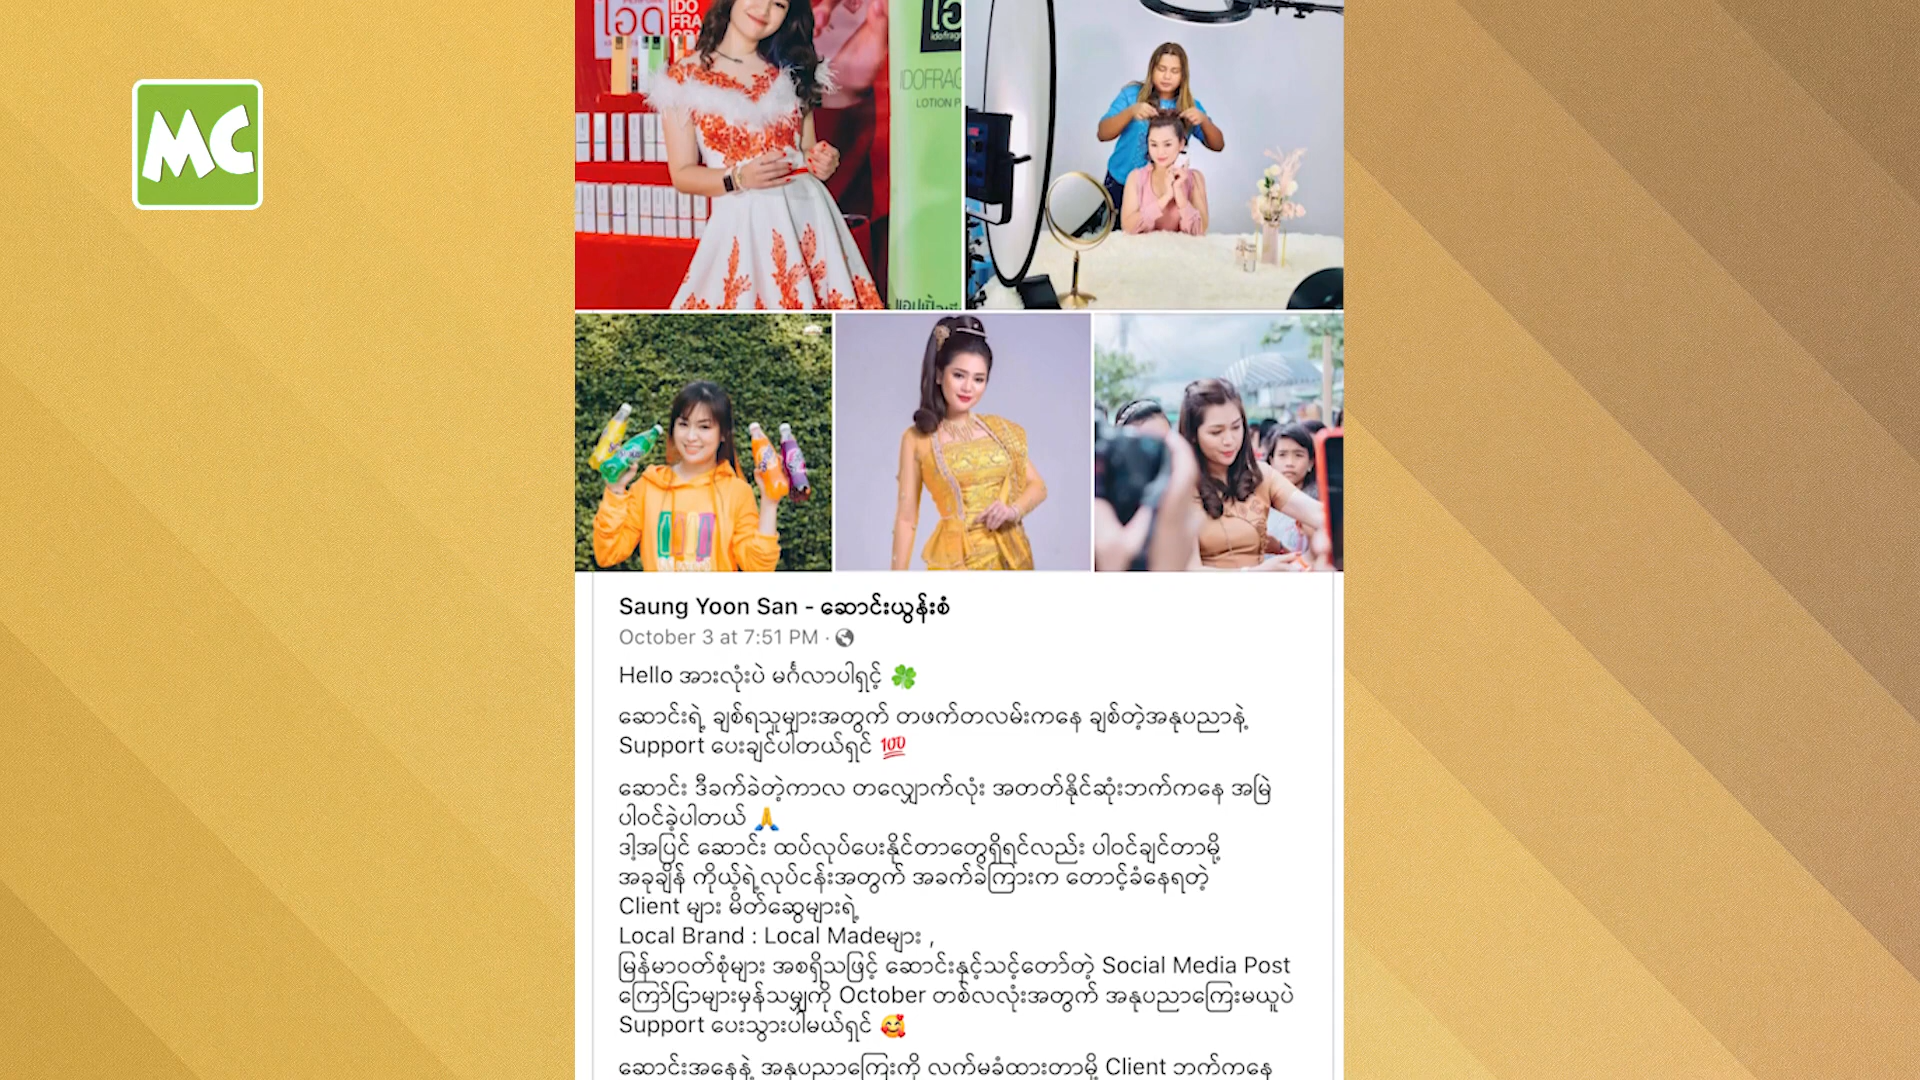 MC
ไอด
IDO
FRA
idofragr
IDOFRAG
LOTION P
Saung Yoon San - ဆောင်းယွန်းစံ
October 3 at 7:51 PM ·
Hello အားလုံးပဲ မင်္ဂလာပါရှင့် 🍀
ဆောင်းရဲ့ ချစ်ရသူများအတွက် တဖက်တလမ်းကနေ ချစ်တဲ့အနုပညာနဲ့
Support ပေးချင်ပါတယ်ရှင် 💯
ဆောင်း ဒီခက်ခဲတဲ့ကာလ တလျှောက်လုံး အတတ်နိုင်ဆုံးဘက်ကနေ အမြဲ
ပါဝင်ခဲ့ပါတယ် 🙏
ဒါ့အပြင် ဆောင်း ထပ်လုပ်ပေးနိုင်တာတွေရှိရင်လည်း ပါဝင်ချင်တာမို့
အခုချိန် ကိုယ့်ရဲ့လုပ်ငန်းအတွက် အခက်ခဲကြားက တောင့်ခံနေရတဲ့
Client များ မိတ်ဆွေများရဲ့
Local Brand : Local Madeများ ,
မြန်မာဝတ်စုံများ အစရှိသဖြင့် ဆောင်းနှင့်သင့်တော်တဲ့ Social Media Post
ကြော်ငြာများမှန်သမျှကို October တစ်လလုံးအတွက် အနုပညာကြေးမယူပဲ
Support ပေးသွားပါမယ်ရှင် 🥰
ဆောင်းအနေနဲ့ အနုပညာကြေးကို လက်မခံထားတာမို့ Client ဘက်ကနေ